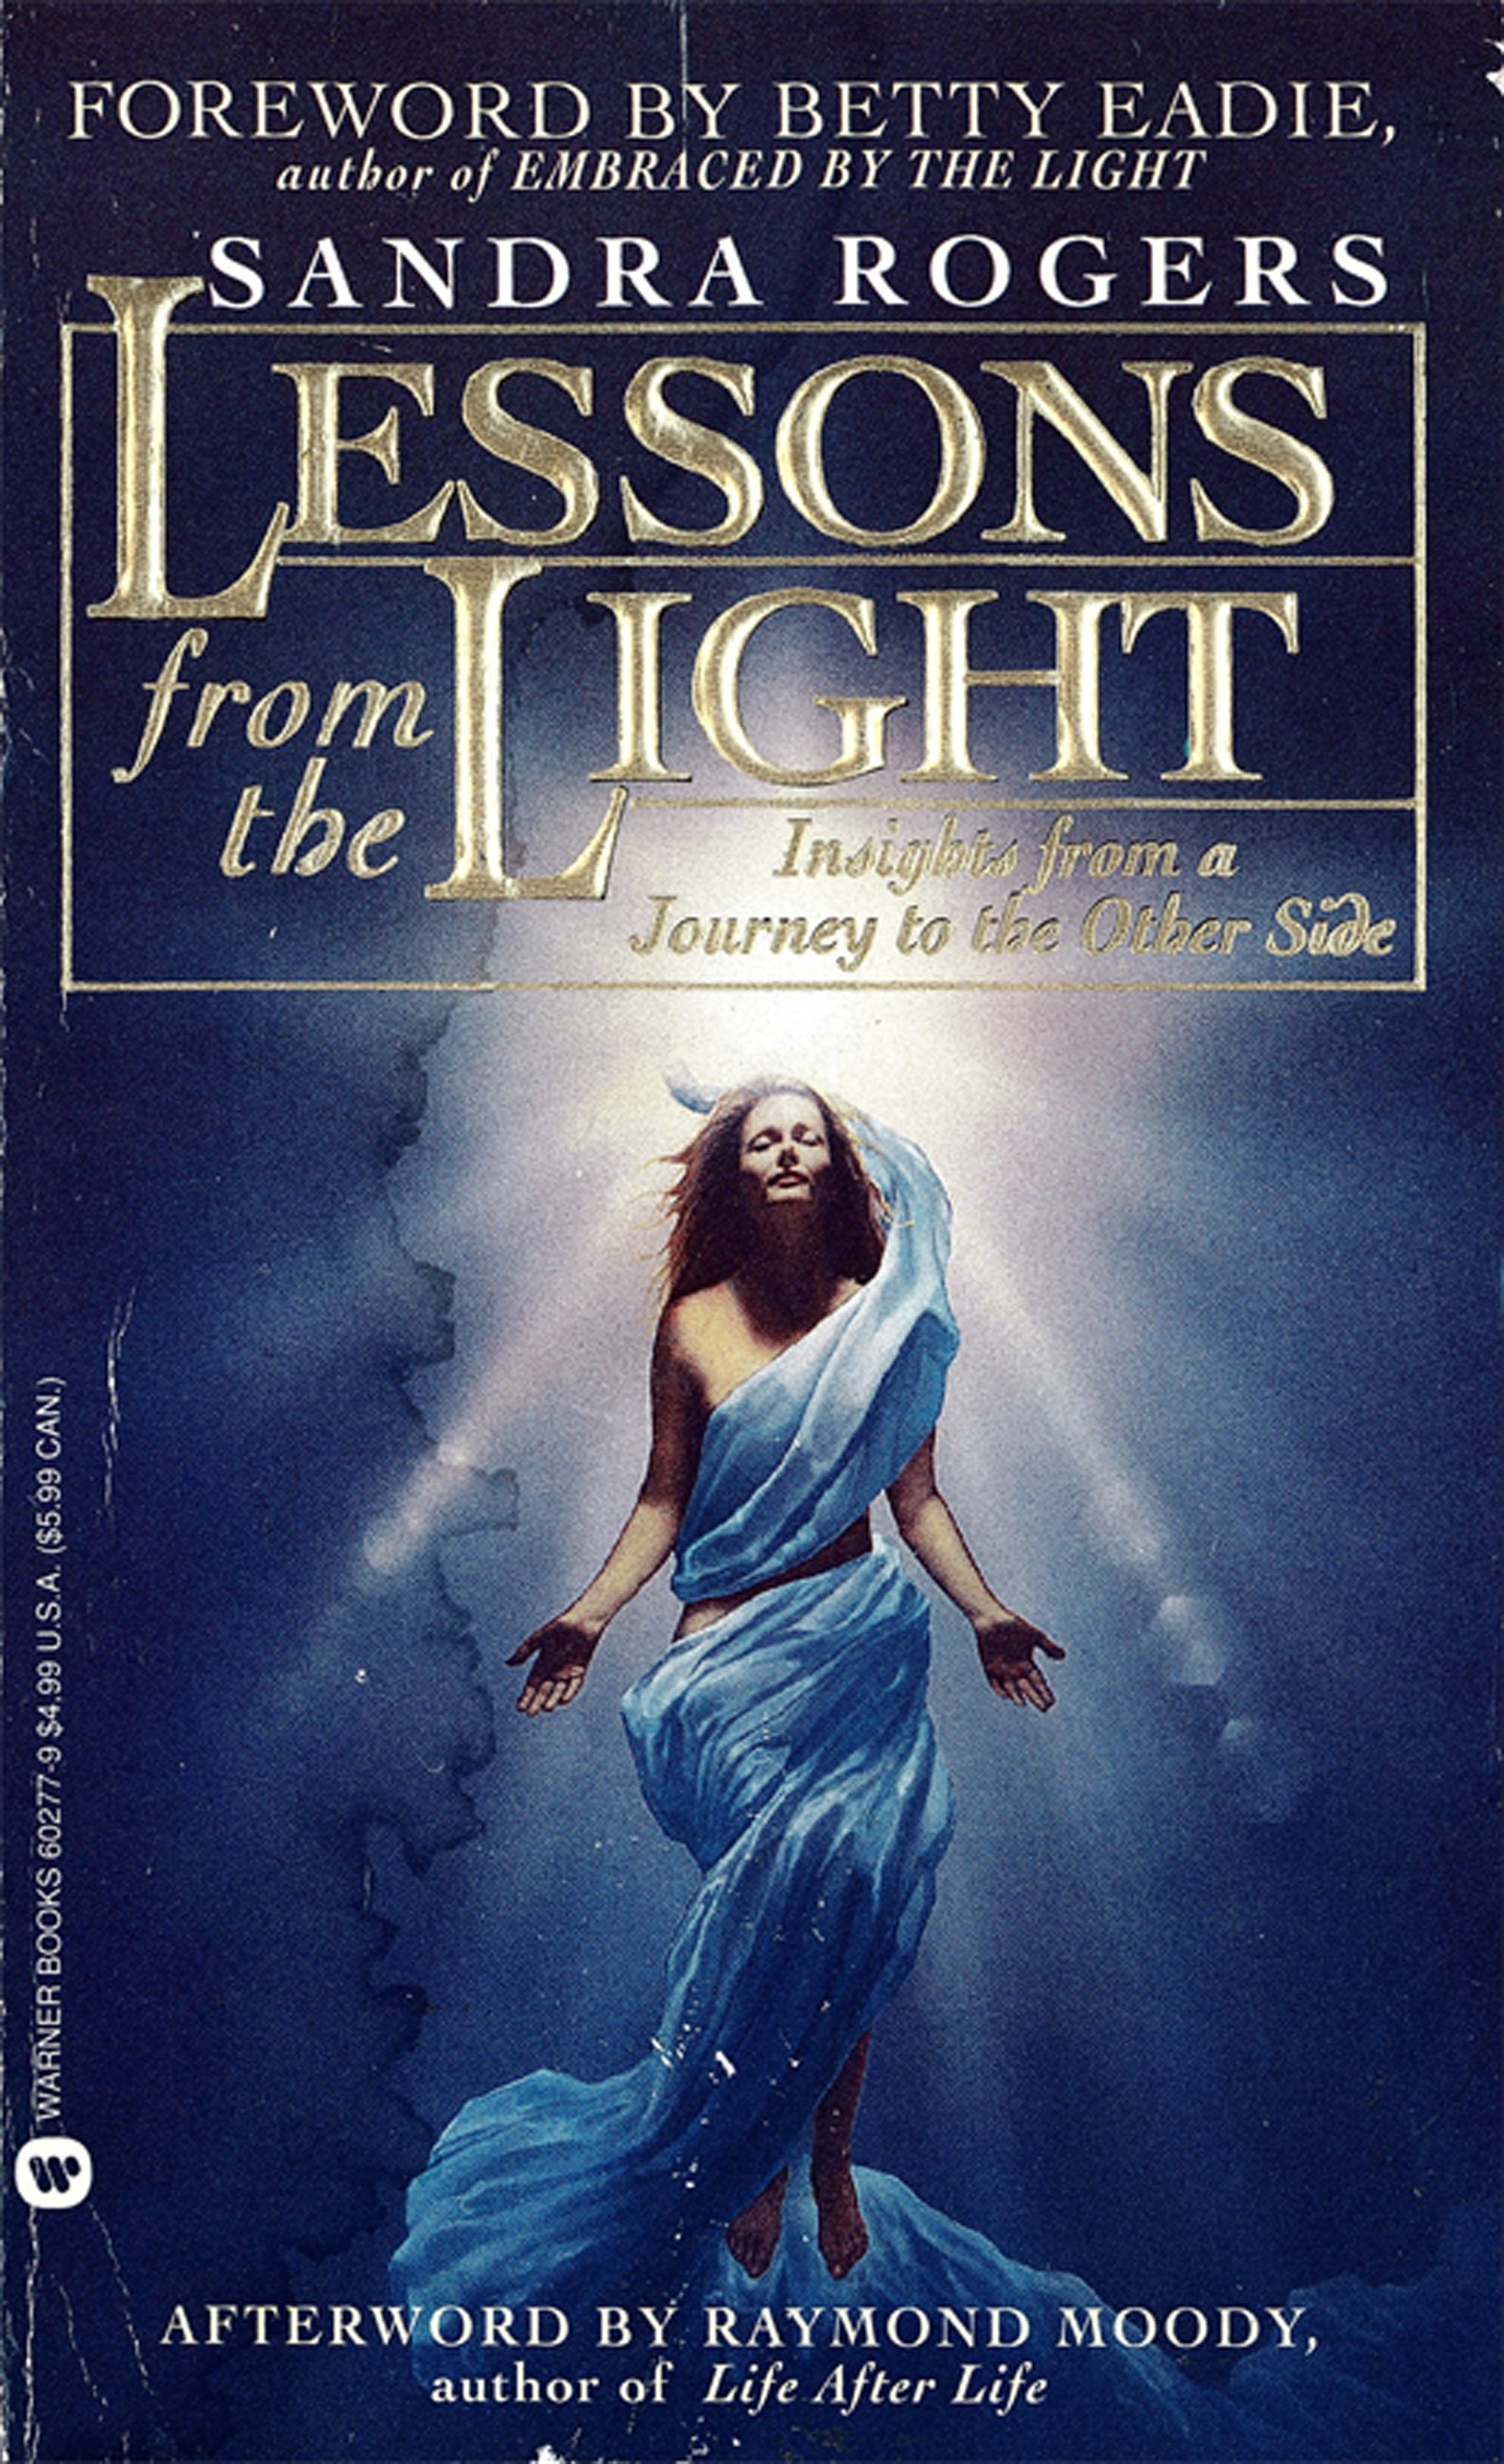 FOREWORD BY BETTY EADIE,
author of EMBRACED BY THE LIGHT
SANDRA ROGERS
LESSONS
from the LIGHT
Insights from a
Journey to the Other Side
WARNER BOOKS 60277-9 $4.99 U.S.A. ($5.99 CAN.)
AFTERWORD BY RAYMOND MOODY,
author of Life After Life